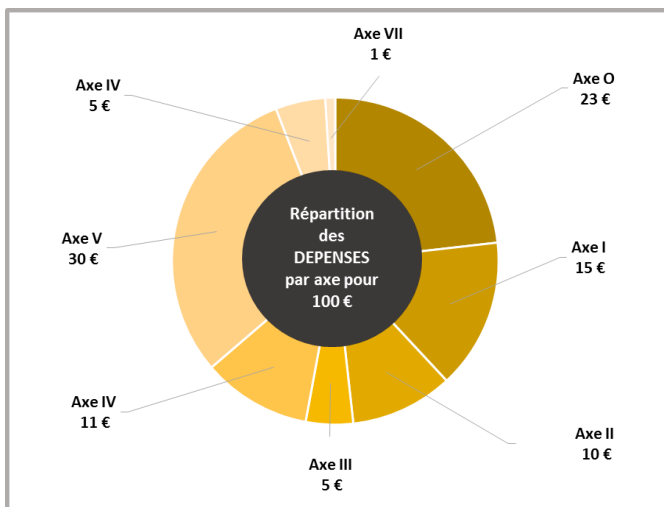 Axe VII
1 €
Axe O
23 €
Axe I
15 €
Axe II
10 €
Axe III
5 €
Axe IV
11 €
Axe V
30 €
Axe IV
5 €
Répartition
des
DEPENSES
par axe pour
100 €